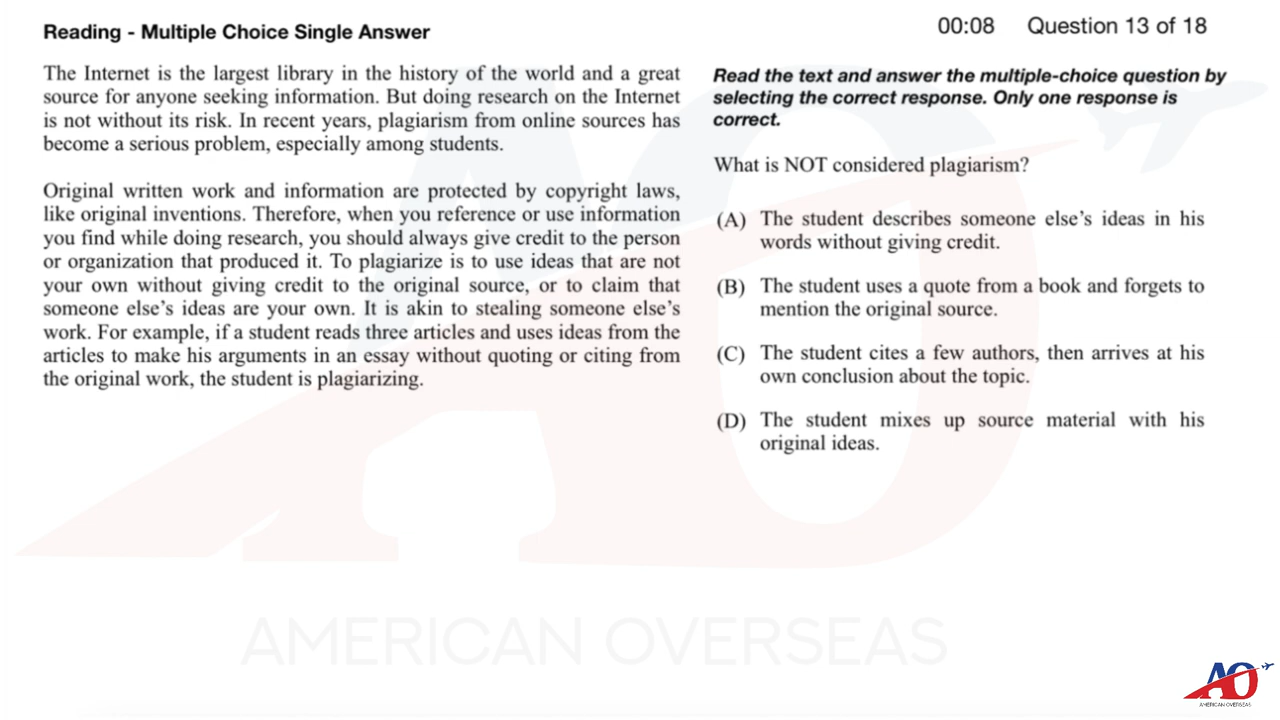 Reading - Multiple Choice Single Answer
00:08 Question 13 of 18
The Internet is the largest library in the history of the world and a great
source for anyone seeking information. But doing research on the Internet
is not without its risk. In recent years, plagiarism from online sources has
become a serious problem, especially among students.
Original written work and information are protected by copyright laws,
like original inventions. Therefore, when you reference or use information
you find while doing research, you should always give credit to the person
or organization that produced it. To plagiarize is to use ideas that are not
your own without giving credit to the original source, or to claim that
someone else’s ideas are your own. It is akin to stealing someone else’s
work. For example, if a student reads three articles and uses ideas from the
articles to make his arguments in an essay without quoting or citing from
the original work, the student is plagiarizing.
Read the text and answer the multiple-choice question by
selecting the correct response. Only one response is
correct.
What is NOT considered plagiarism?
(A) The student describes someone else’s ideas in his
words without giving credit.
(B) The student uses a quote from a book and forgets to
mention the original source.
(C) The student cites a few authors, then arrives at his
own conclusion about the topic.
(D) The student mixes up source material with his
original ideas.
AMERICAN OVERSEAS
AO
AMERICAN OVERSEAS